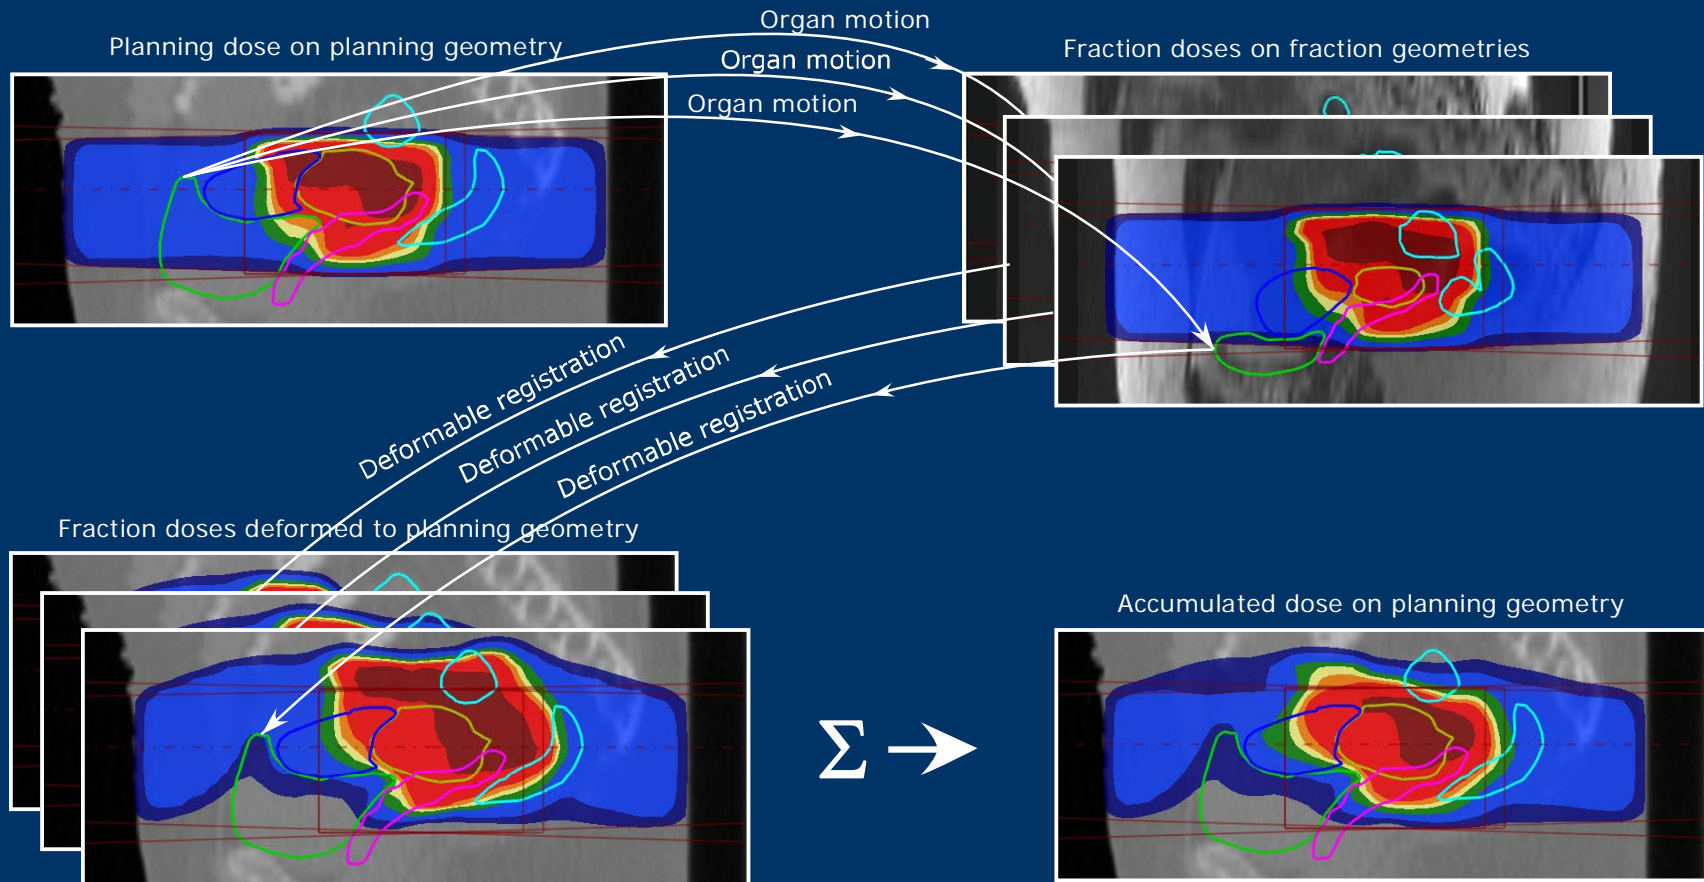 Organ motion
Planning dose on planning geometry
Organ motion
Fraction doses on fraction geometries
Organ motion
Deformable registration
Deformable registration
Deformable registration
Fraction doses deformed to planning geometry
Accumulated dose on planning geometry
Σ